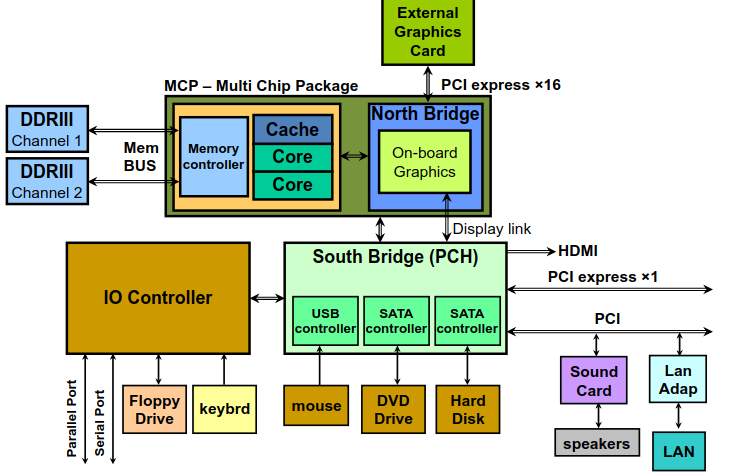 External
Graphics
Card
MCP – Multi Chip Package
PCI express ×16
DDRIII
Channel 1
DDRIII
Channel 2
Mem
BUS
Memory
controller
Cache
Core
Core
North Bridge
On-board
Graphics
Display link
IO Controller
South Bridge (PCH)
HDMI
PCI express ×1
PCI
USB
controller
SATA
controller
SATA
controller
Parallel Port
Serial Port
Floppy
Drive
keybrd
mouse
DVD
Drive
Hard
Disk
Sound
Card
Lan
Adap
speakers
LAN